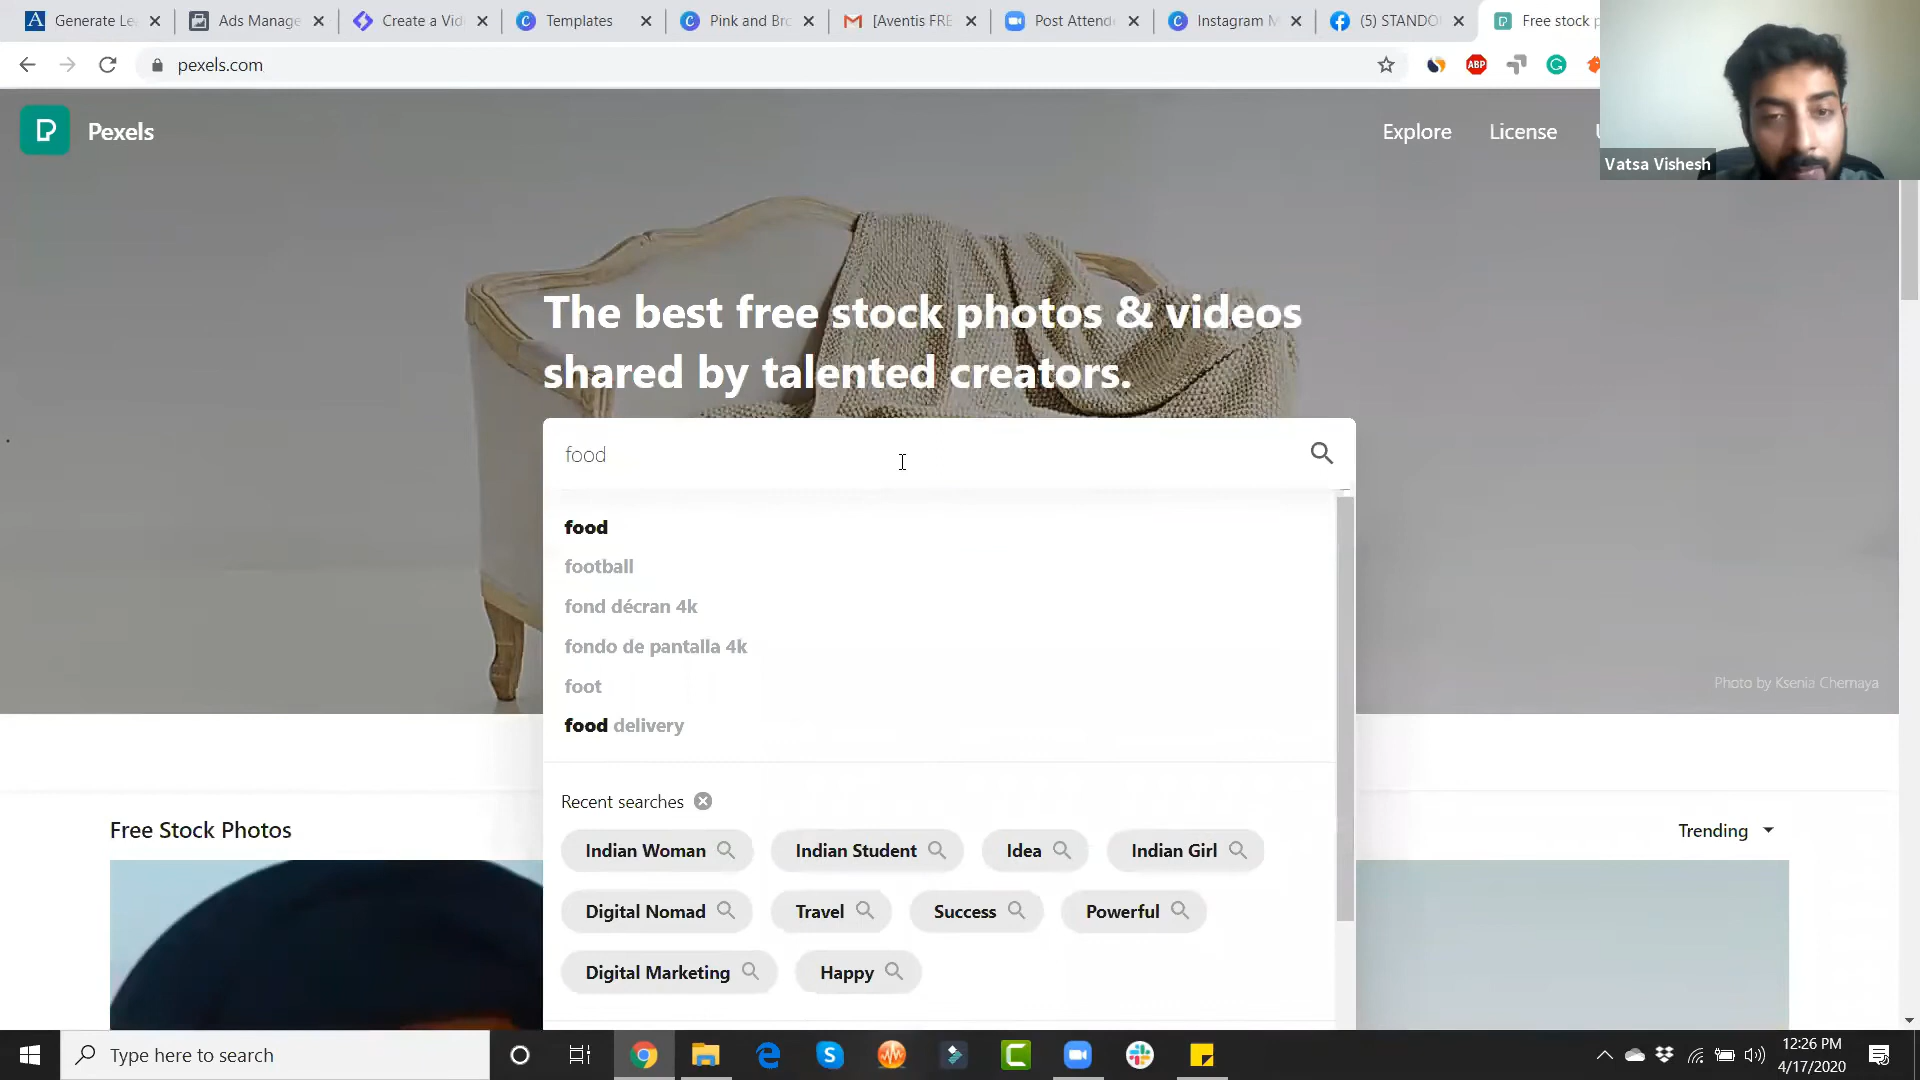 Generate Le
Ads Manage
Create a Vid
Templates
Pink and Bro
[Aventis FRE
Post Attend
Instagram M
(5) STANDO
Free stock p
pexels.com
ABP
Pexels
Explore
License
Vatsa Vishesh
The best free stock photos & videos
shared by talented creators.
food
food
football
fond décran 4k
fondo de pantalla 4k
foot
food delivery
Photo by Ksenia Chernaya
Recent searches
Free Stock Photos
Trending
Indian Woman
Indian Student
Idea
Indian Girl
Digital Nomad
Travel
Success
Powerful
Digital Marketing
Happy
Type here to search
12:26 PM
4/17/2020